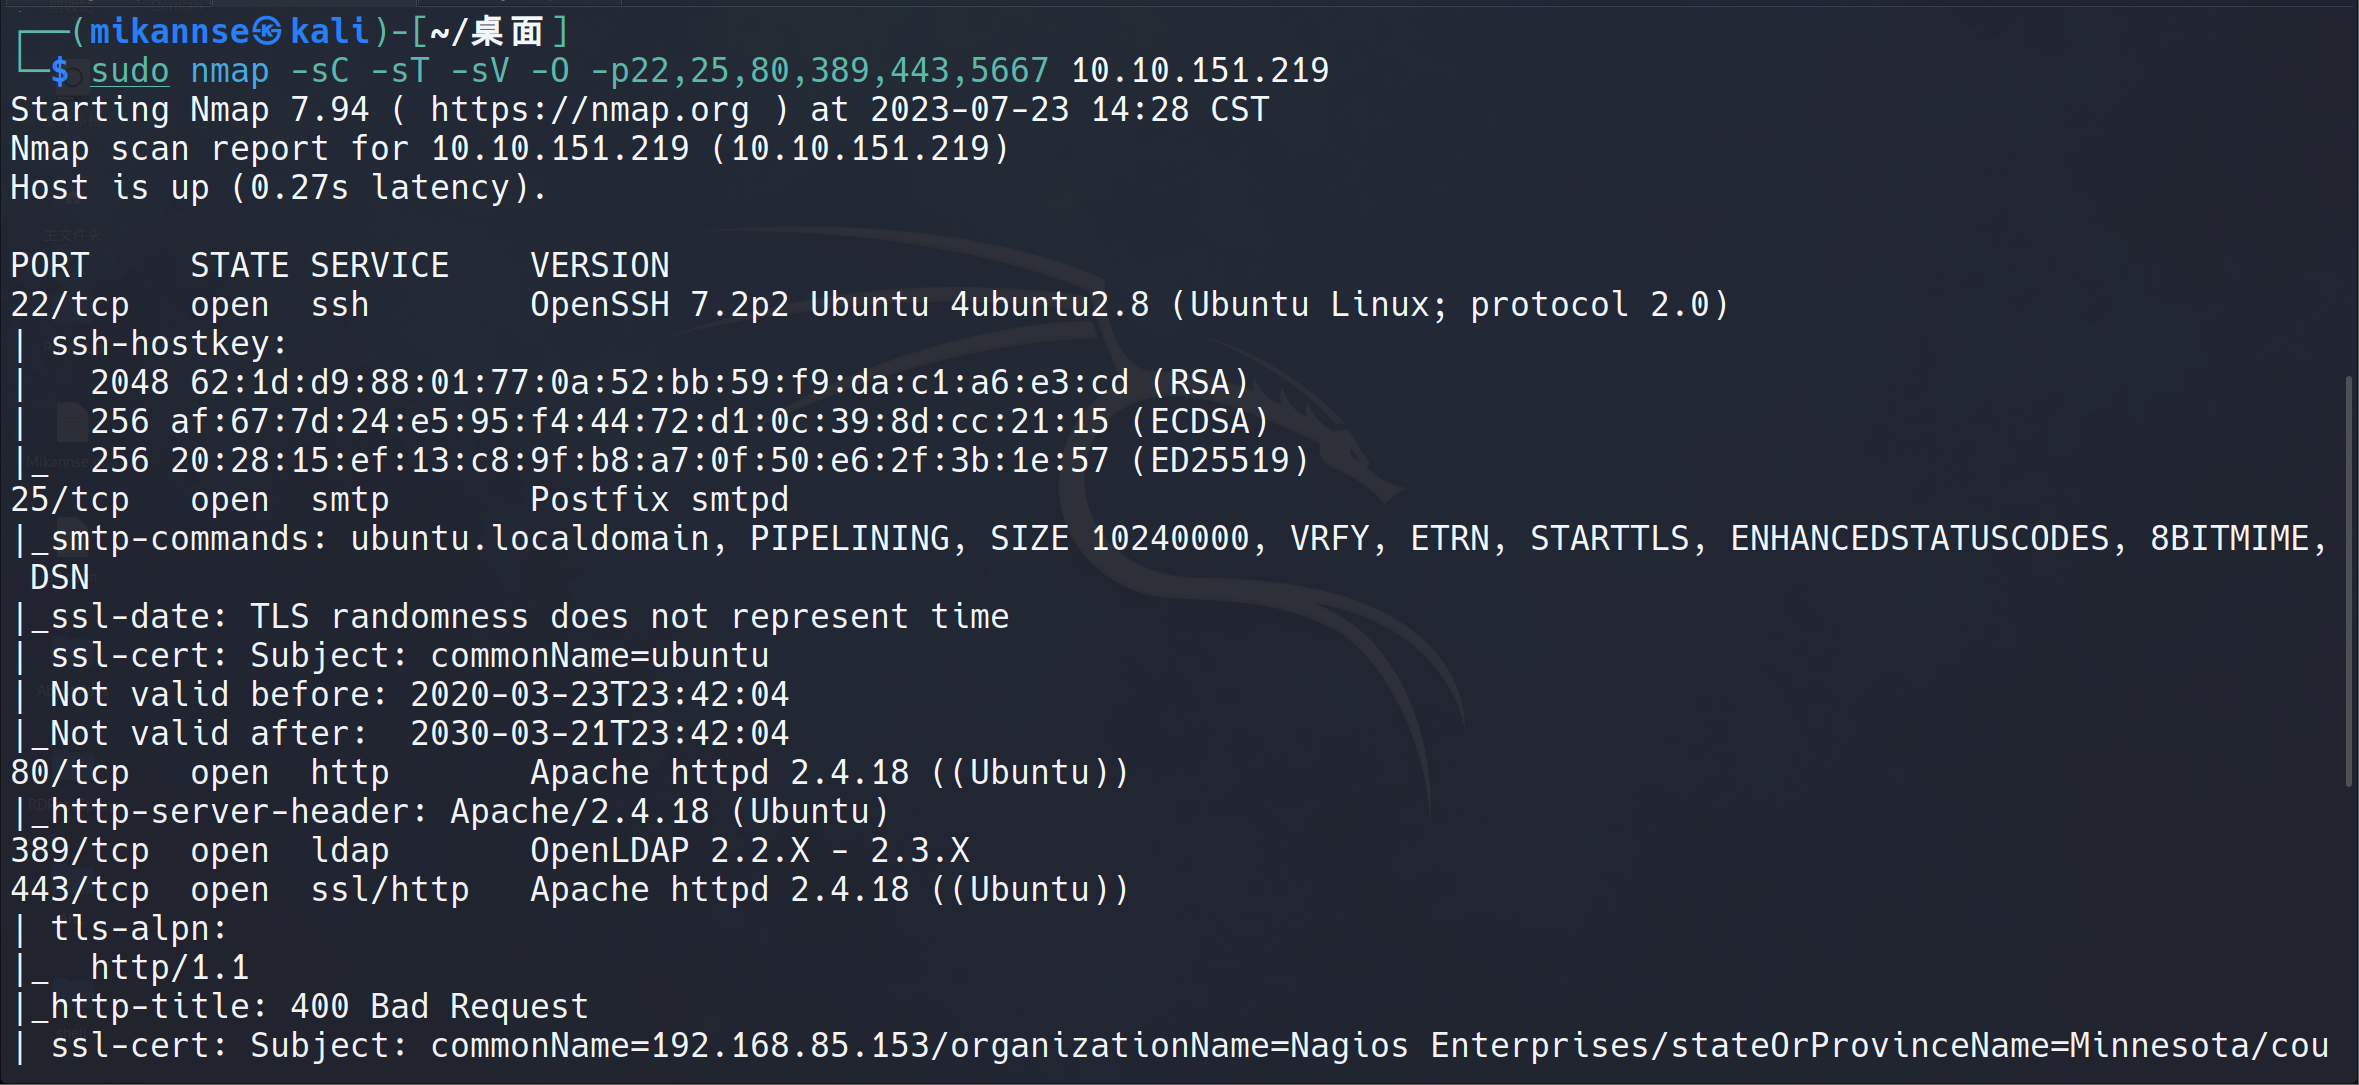 ┌──(mikannse㉿kali)-[~/桌面]
└─$ sudo nmap -sC -sT -sV -O -p22,25,80,389,443,5667 10.10.151.219
Starting Nmap 7.94 ( https://nmap.org ) at 2023-07-23 14:28 CST
Nmap scan report for 10.10.151.219 (10.10.151.219)
Host is up (0.27s latency).
主文件夹
PORT     STATE SERVICE    VERSION
22/tcp   open  ssh        OpenSSH 7.2p2 Ubuntu 4ubuntu2.8 (Ubuntu Linux; protocol 2.0)
| ssh-hostkey:
|   2048 62:1d:d9:88:01:77:0a:52:bb:59:f9:da:c1:a6:e3:cd (RSA)
|   256 af:67:7d:24:e5:95:f4:44:72:d1:0c:39:8d:cc:21:15 (ECDSA)
|_  256 20:28:15:ef:13:c8:9f:b8:a7:0f:50:e6:2f:3b:1e:57 (ED25519)
25/tcp   open  smtp       Postfix smtpd
|_smtp-commands: ubuntu.localdomain, PIPELINING, SIZE 10240000, VRFY, ETRN, STARTTLS, ENHANCEDSTATUSCODES, 8BITMIME,
 DSN
|_ssl-date: TLS randomness does not represent time
| ssl-cert: Subject: commonName=ubuntu
| Not valid before: 2020-03-23T23:42:04
|_Not valid after:  2030-03-21T23:42:04
80/tcp   open  http       Apache httpd 2.4.18 ((Ubuntu))
|_http-server-header: Apache/2.4.18 (Ubuntu)
389/tcp  open  ldap       OpenLDAP 2.2.X - 2.3.X
443/tcp  open  ssl/http   Apache httpd 2.4.18 ((Ubuntu))
| tls-alpn:
|_  http/1.1
|_http-title: 400 Bad Request
| ssl-cert: Subject: commonName=192.168.85.153/organizationName=Nagios Enterprises/stateOrProvinceName=Minnesota/cou